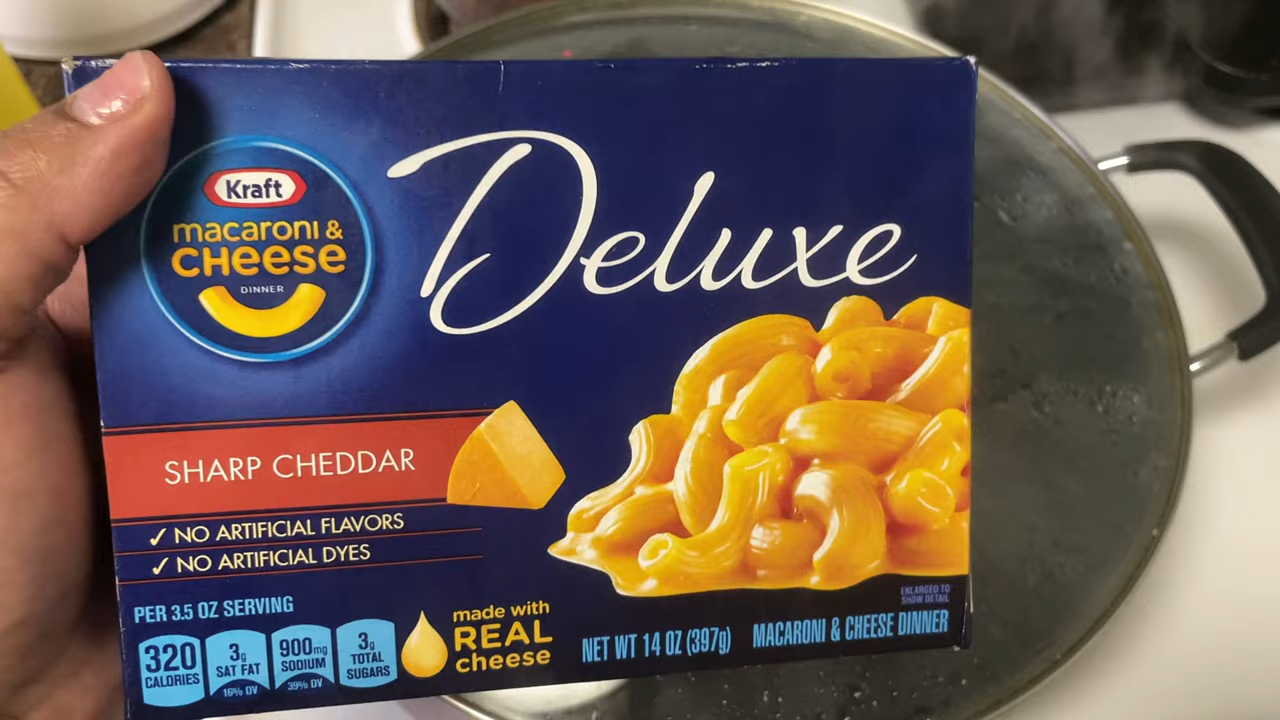 Kraft
macaroni &
CHeeSe
DINNER
Deluxe
SHARP CHEDDAR
✓ NO ARTIFICIAL FLAVORS
✓ NO ARTIFICIAL DYES
PER 3.5 OZ SERVING
320
CALORIES
3g
SAT FAT
16% DV
900mg
SODIUM
39% DV
3g
TOTAL
SUGARS
made with
REAL
cheese
NET WT 14 OZ (397g)
MACARONI & CHEESE DINNER
ENLARGED TO
SHOW DETAIL